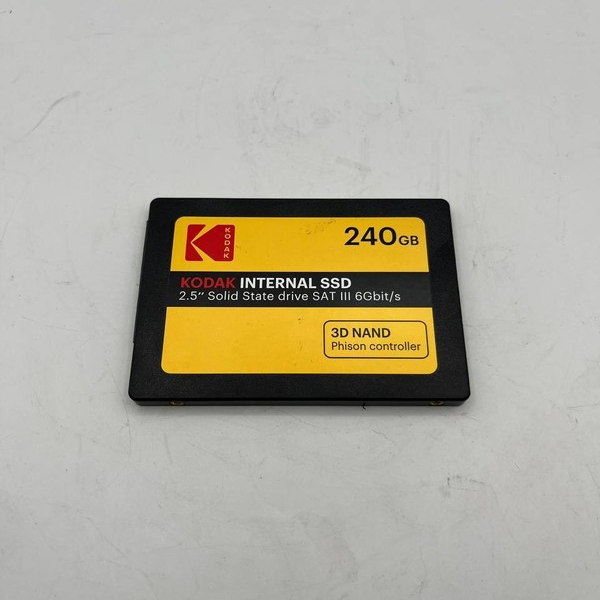 KODAK
240GB
KODAK INTERNAL SSD
2.5" Solid State drive SAT III 6Gbit/s
3D NAND
Phison controller